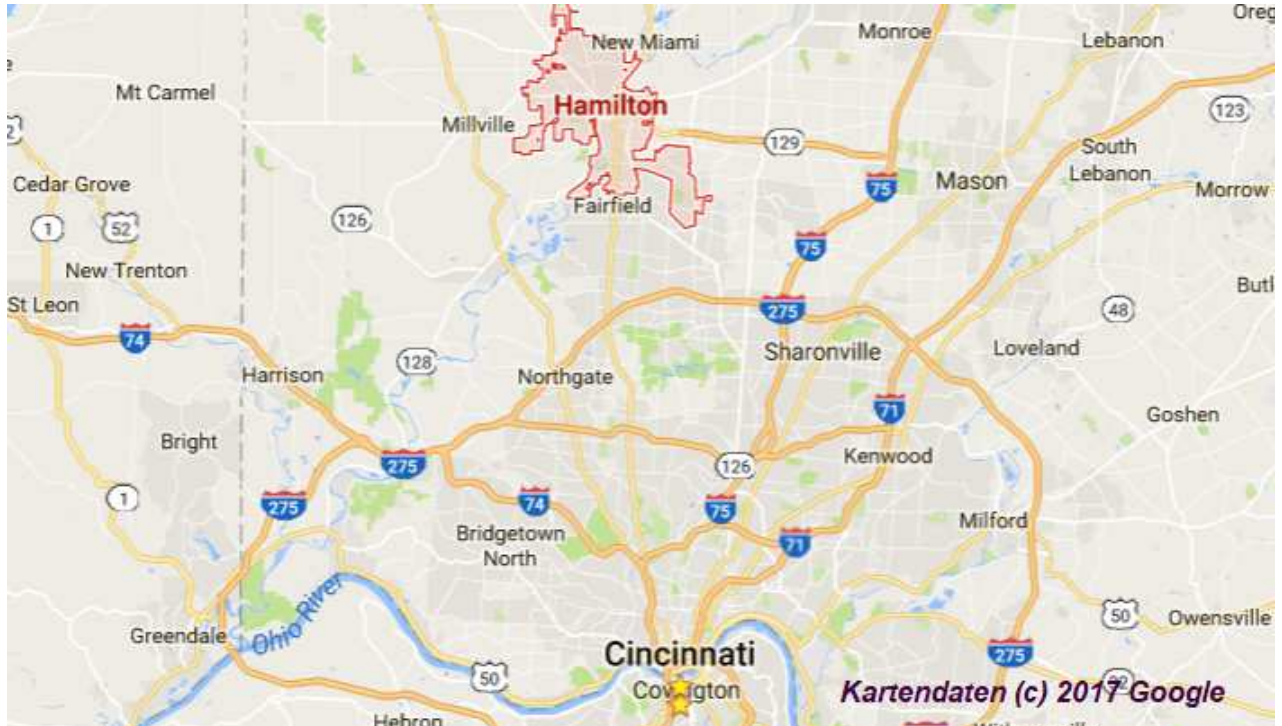 Oreg
New Miami
Monroe
Lebanon
Mt Carmel
Hamilton
123
Millville
129
South
Lebanon
Cedar Grove
75
Mason
Morrow
Fairfield
126
1
52
75
New Trenton
St Leon
Butl
275
48
74
Sharonville
Loveland
128
Harrison
Northgate
71
Goshen
Bright
Kenwood
275
126
1
275
74
75
Milford
Bridgetown
North
71
Ohio River
50
Owensville
Greendale
Cincinnati
275
50
Covington
Kartendaten (c) 2017 Google
Hebron